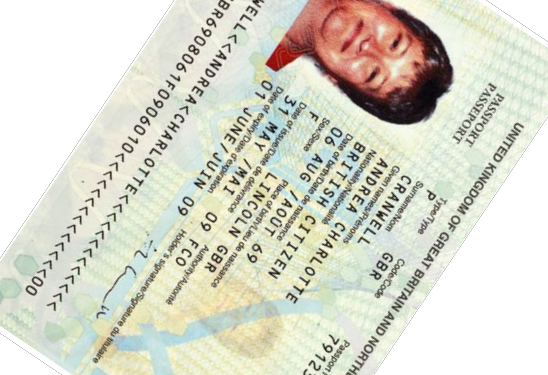 UNITED KINGDOM OF GREAT BRITAIN AND NORTH
PASSPORT
PASSEPORT
Type/Type
P
Code/Code
GBR
Passpor
7912
Surname/Nom
CRANWELL
Given names/Prénoms
ANDREA CHARLOTTE
Nationality/Nationalité
BRITISH CITIZEN
Date of birth/Date de naissance
06 AUG /AOUT 69
Sex/Sexe
F
Place of birth/Lieu de naissance
LINCOLN GBR
Date of issue/Date de délivrance
31 MAY /MAI 09
Authority/Autorité
FCO
Date of expiry/Date d'expiration
01 JUNE/JUIN 09
Holder's signature/Signature du titulaire
WELL<<ANDREA<CHARLOTTE<<<<<<<<<<<
BR6908061F0906010<<<<<<<<<<<<<<00